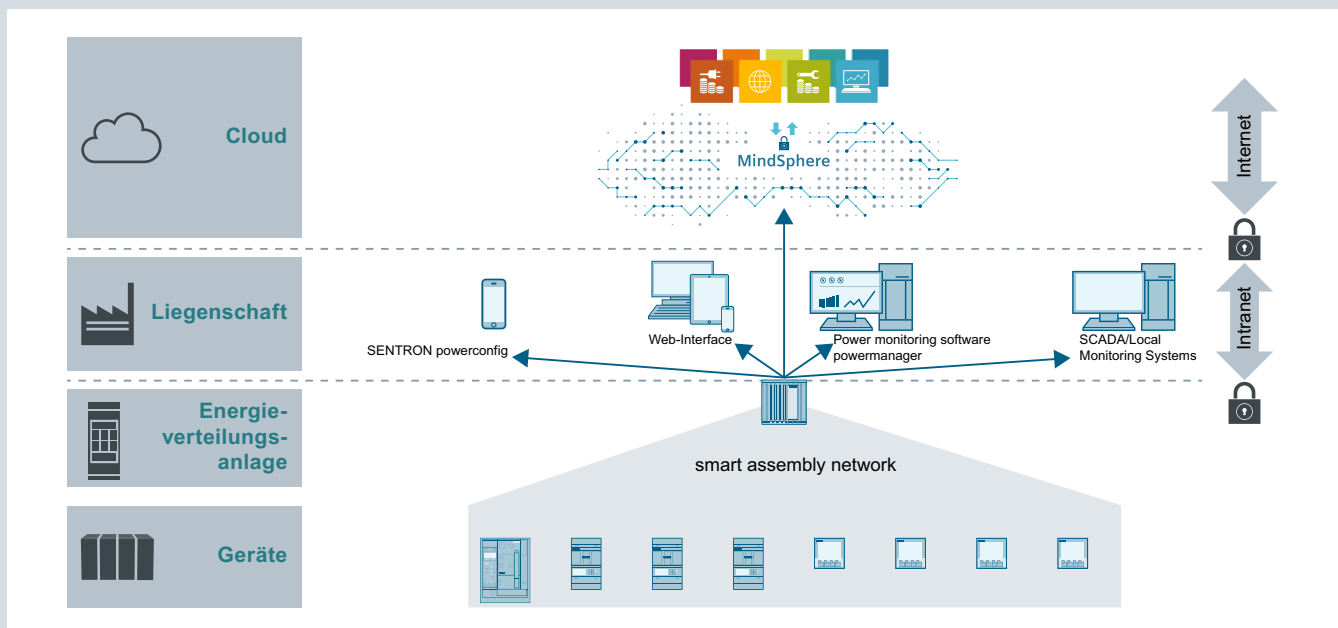 Cloud
MindSphere
Internet
Liegenschaft
SENTRON powerconfig
Web-Interface
Power monitoring software
powermanager
SCADA/Local
Monitoring Systems
Intranet
Energie-
verteilungs-
anlage
smart assembly network
Geräte